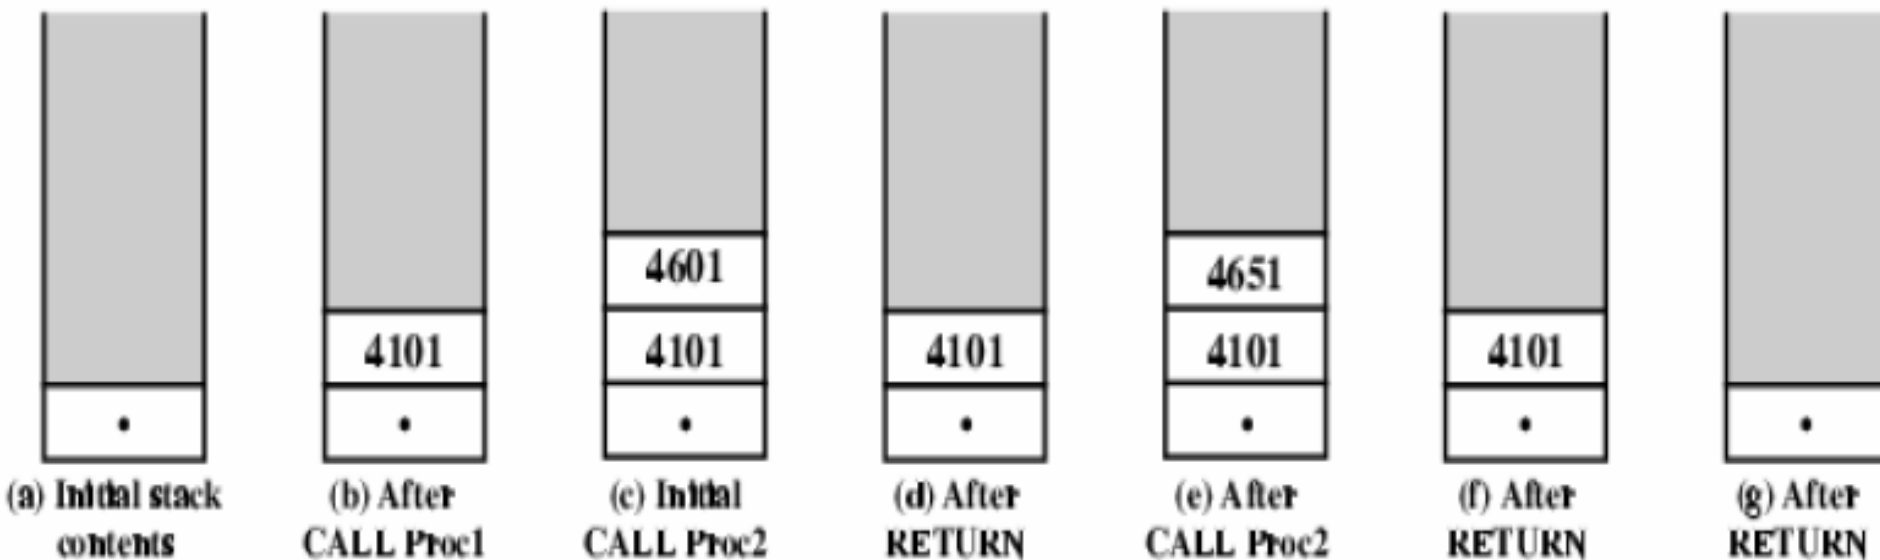 4601
4651
4101
4101
4101
4101
4101
•
•
•
•
•
•
•
(a) Initial stack
contents
(b) After
CALL Proc1
(c) Initial
CALL Proc2
(d) After
RETURN
(e) After
CALL Proc2
(f) After
RETURN
(g) After
RETURN